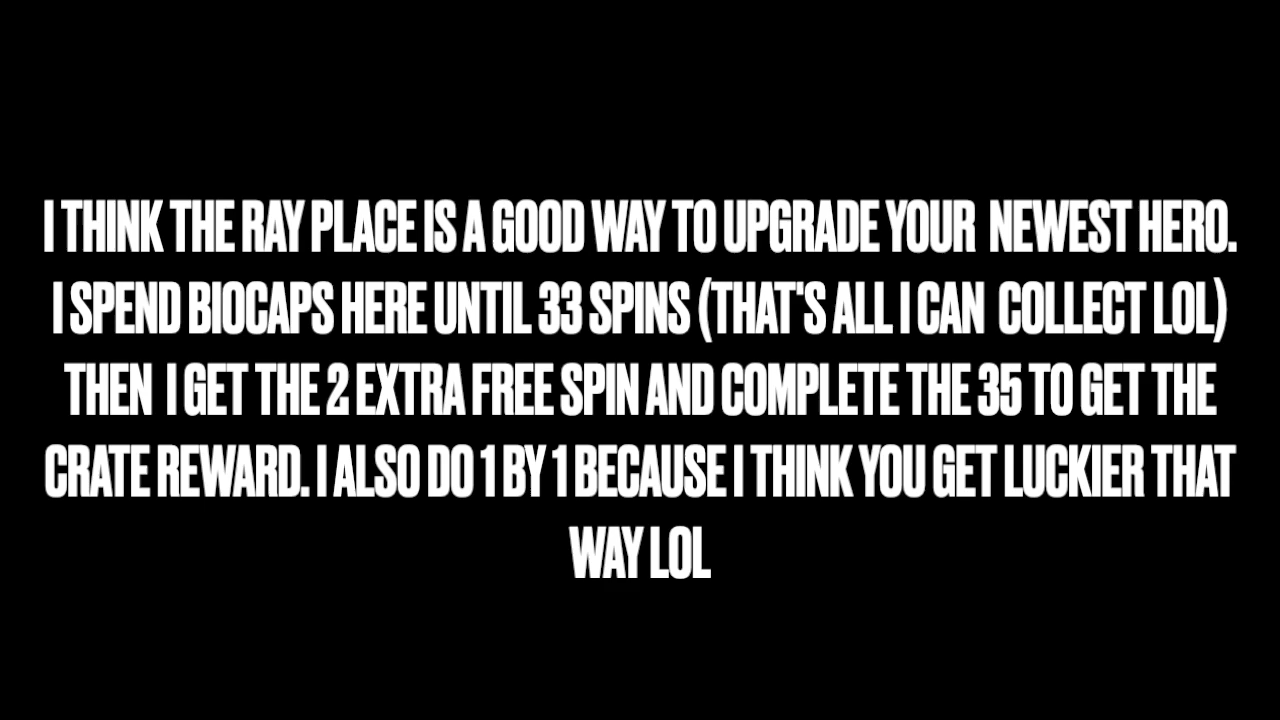 I THINK THE RAY PLACE IS A GOOD WAY TO UPGRADE YOUR  NEWEST HERO.
I SPEND BIOCAPS HERE UNTIL 33 SPINS (THAT'S ALL I CAN  COLLECT LOL)
THEN  I GET THE 2 EXTRA FREE SPIN AND COMPLETE THE 35 TO GET THE
CRATE REWARD. I ALSO DO 1 BY 1 BECAUSE I THINK YOU GET LUCKIER THAT
WAY LOL